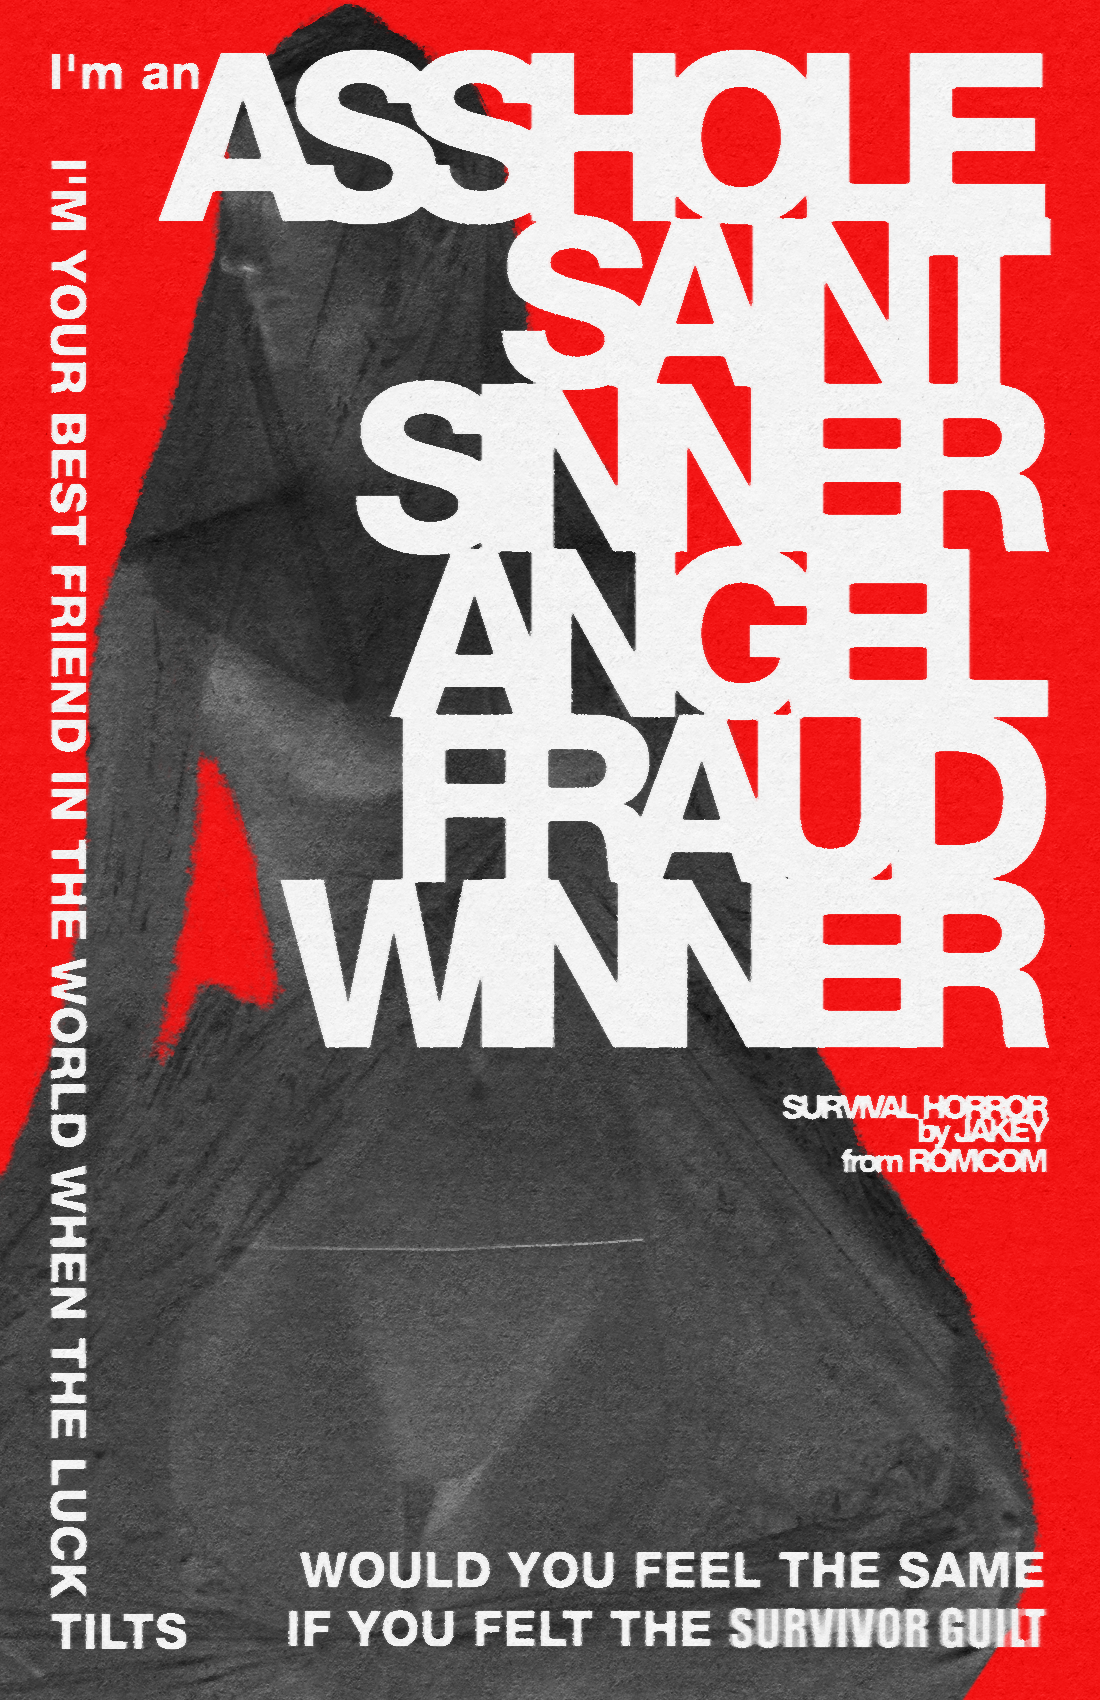 I'm an ASSHOLE
SAINT
SINNER
ANGEL
FRAUD
WINNER
SURVIVAL HORROR
by JAKEY
from ROMCOM
I'M YOUR BEST FRIEND IN THE WORLD WHEN THE LUCK
TILTS
WOULD YOU FEEL THE SAME
IF YOU FELT THE SURVIVOR GUILT